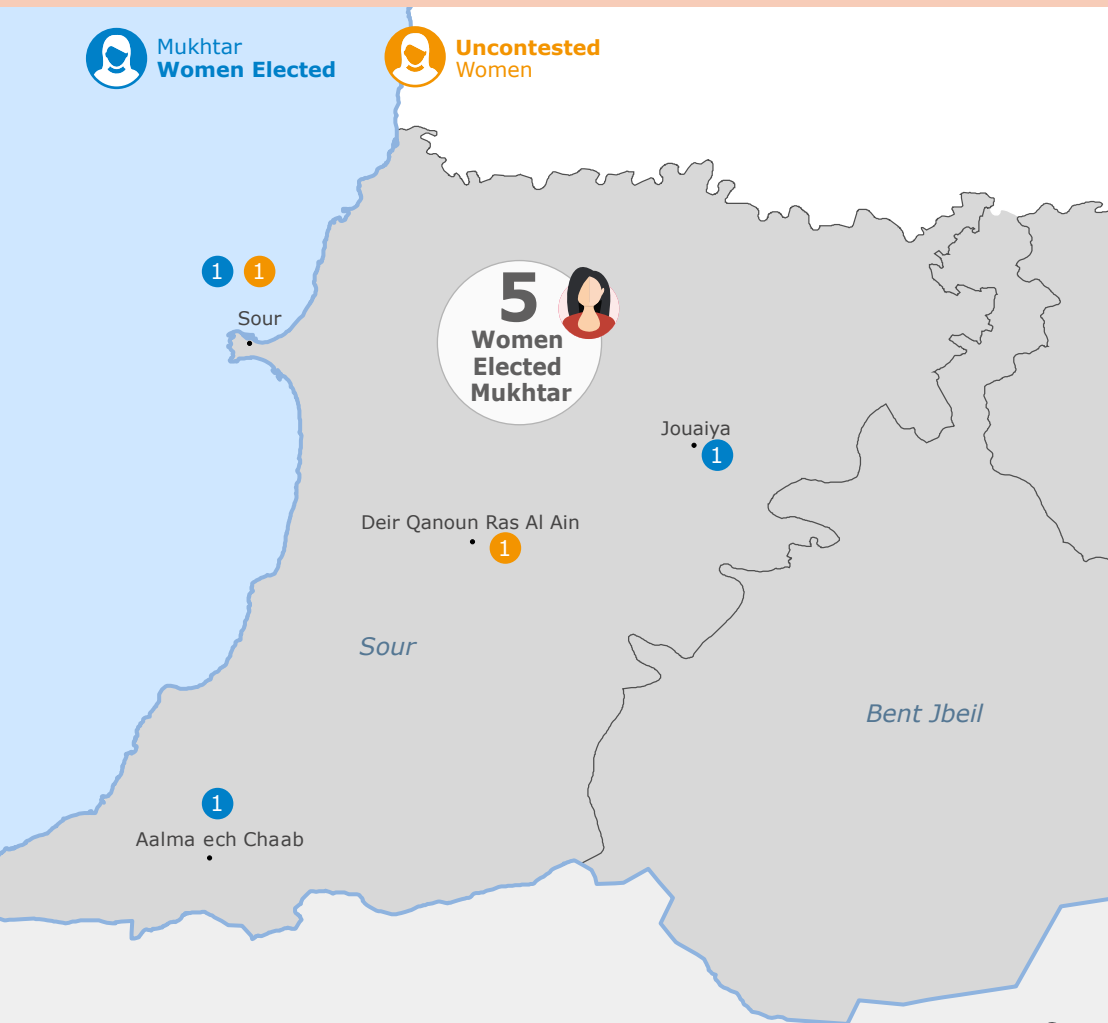 Mukhtar
Women Elected
Uncontested
Women
1 1
Sour
5
Women
Elected
Mukhtar
Jouaiya
1
Deir Qanoun Ras Al Ain
1
Sour
Bent Jbeil
1
Aalma ech Chaab